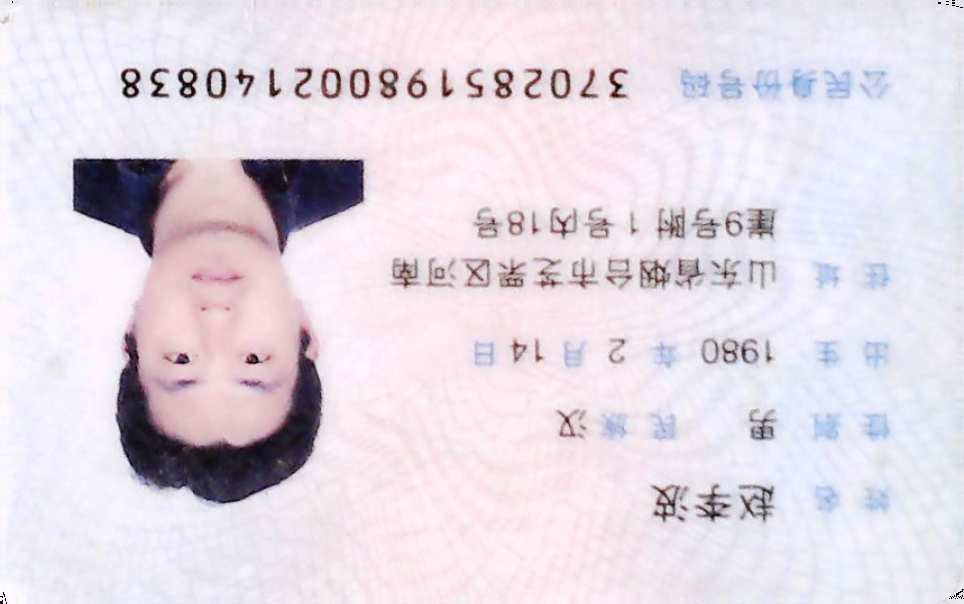 姓名 赵李波
性别 男 民族 汉
出生 1980 年 2 月 14 日
住址 山东省烟台市芝罘区河南
崖9号附1号内18号
公民身份号码 370285198002140838